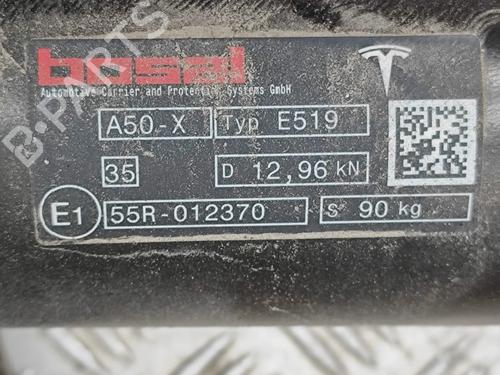 bosal
Automotive Carrier and Protection Systems GmbH
A50-X Typ E519
35 D 12,96 kN
E1 55R-012370 S 90 kg
B-PARTS